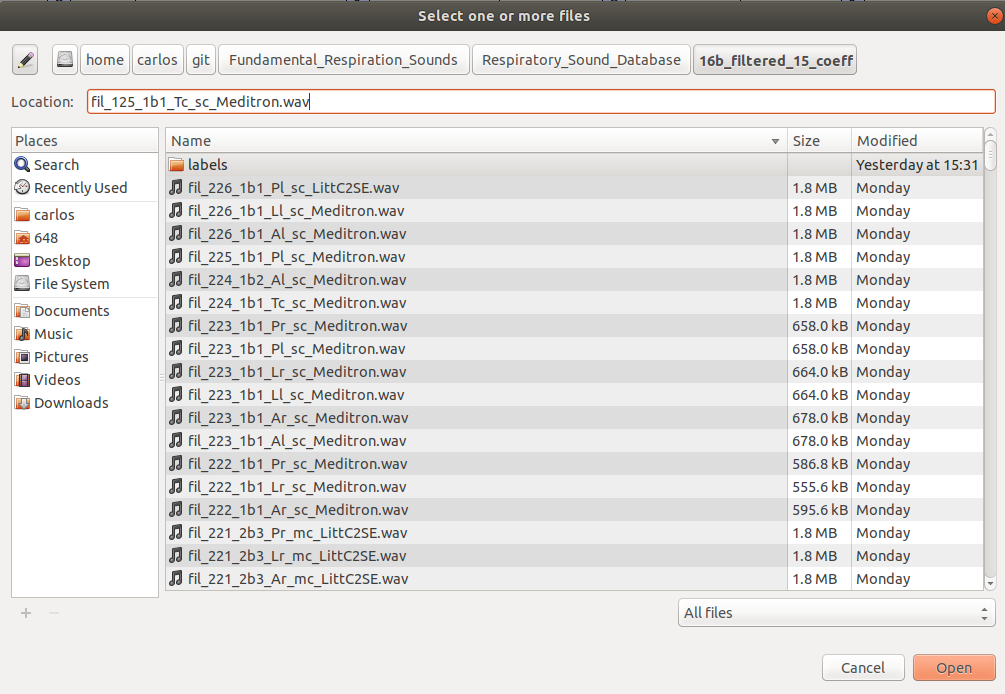 Select one or more files
home carlos git Fundamental_Respiration_Sounds Respiratory_Sound_Database 16b_filtered_15_coeff
Location: fil_125_1b1_Tc_sc_Meditron.wav
Places
Search
Recently Used
carlos
648
Desktop
File System
Documents
Music
Pictures
Videos
Downloads
Name Size Modified
labels Yesterday at 15:31
fil_226_1b1_Pl_sc_LittC2SE.wav 1.8 MB Monday
fil_226_1b1_Ll_sc_Meditron.wav 1.8 MB Monday
fil_226_1b1_Al_sc_Meditron.wav 1.8 MB Monday
fil_225_1b1_Pl_sc_Meditron.wav 1.8 MB Monday
fil_224_1b2_Al_sc_Meditron.wav 1.8 MB Monday
fil_224_1b1_Tc_sc_Meditron.wav 1.8 MB Monday
fil_223_1b1_Pr_sc_Meditron.wav 658.0 kB Monday
fil_223_1b1_Pl_sc_Meditron.wav 658.0 kB Monday
fil_223_1b1_Lr_sc_Meditron.wav 664.0 kB Monday
fil_223_1b1_Ll_sc_Meditron.wav 664.0 kB Monday
fil_223_1b1_Ar_sc_Meditron.wav 678.0 kB Monday
fil_223_1b1_Al_sc_Meditron.wav 678.0 kB Monday
fil_222_1b1_Pr_sc_Meditron.wav 586.8 kB Monday
fil_222_1b1_Lr_sc_Meditron.wav 555.6 kB Monday
fil_222_1b1_Ar_sc_Meditron.wav 595.6 kB Monday
fil_221_2b3_Pr_mc_LittC2SE.wav 1.8 MB Monday
fil_221_2b3_Lr_mc_LittC2SE.wav 1.8 MB Monday
fil_221_2b3_Ar_mc_LittC2SE.wav 1.8 MB Monday
All files
Cancel Open